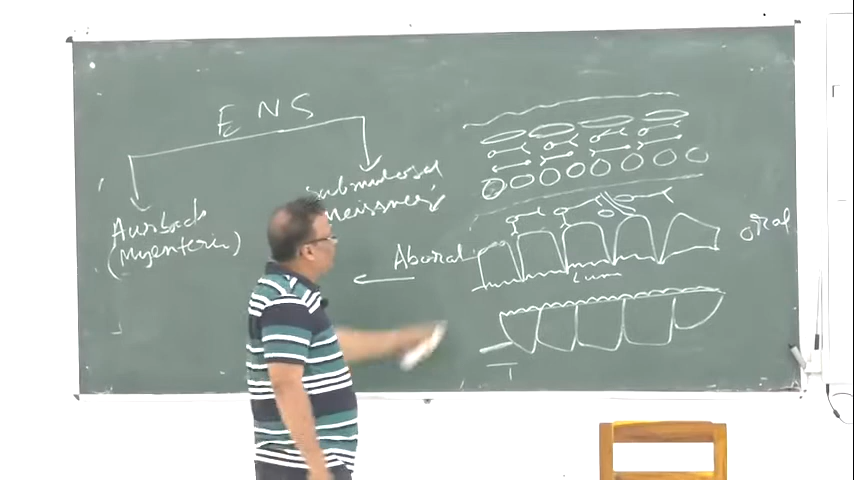 ENS
Submucosal
Meissner's
Auerbach
(Myenteric)
Aboral
oral
Lumen